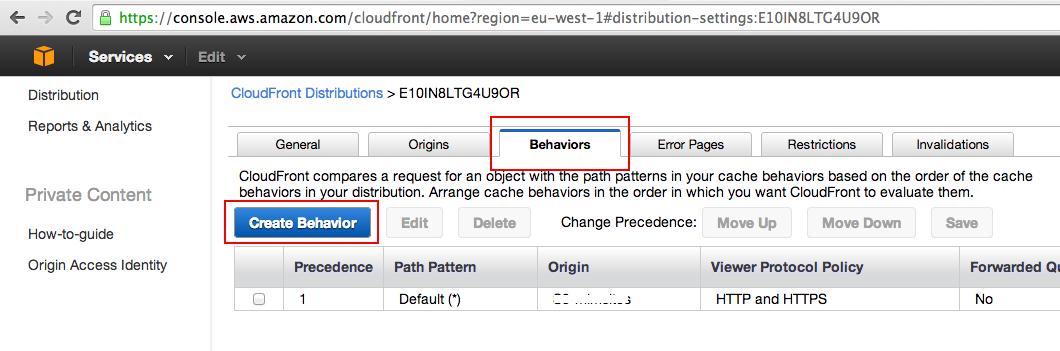 https://console.aws.amazon.com/cloudfront/home?region=eu-west-1#distribution-settings:E10IN8LTG4U9OR
Services Edit
Distribution
Reports & Analytics
Private Content
How-to-guide
Origin Access Identity
CloudFront Distributions > E10IN8LTG4U9OR
General Origins Behaviors Error Pages Restrictions Invalidations
CloudFront compares a request for an object with the path patterns in your cache behaviors based on the order of the cache
behaviors in your distribution. Arrange cache behaviors in the order in which you want CloudFront to evaluate them.
Create Behavior Edit Delete Change Precedence: Move Up Move Down Save
Precedence Path Pattern Origin Viewer Protocol Policy Forwarded Qu
1 Default (*) HTTP and HTTPS No